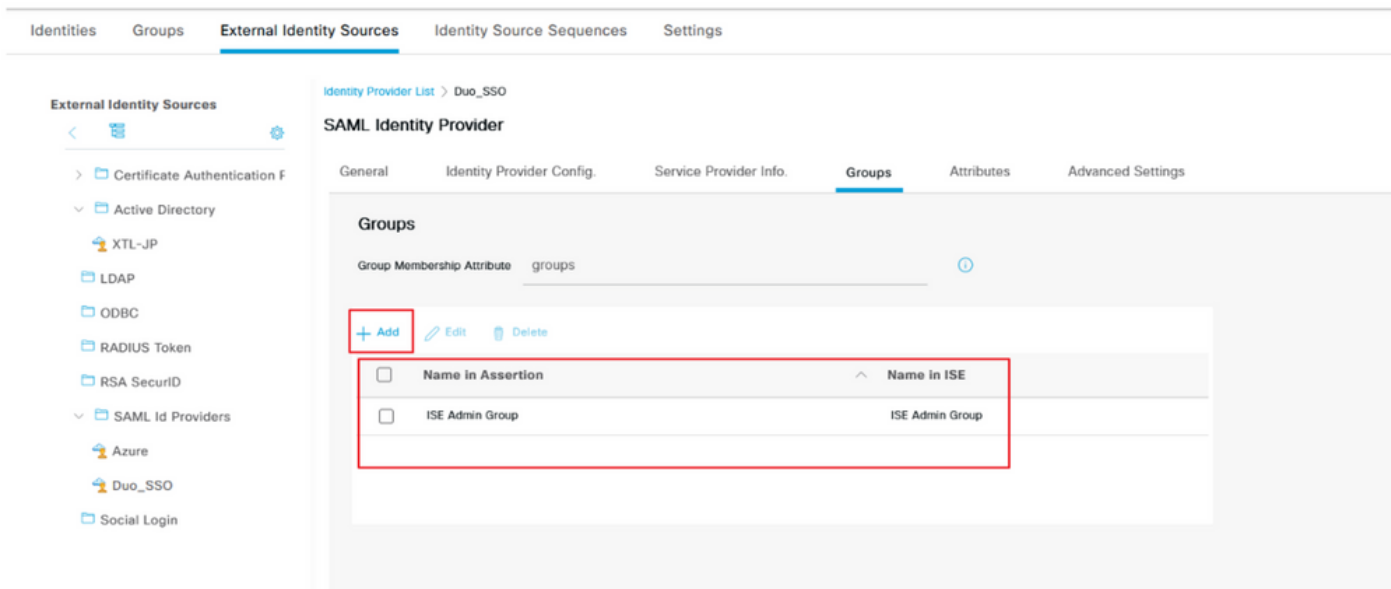 Identities Groups External Identity Sources Identity Source Sequences Settings
External Identity Sources
Certificate Authentication F
Active Directory
XTL-JP
LDAP
ODBC
RADIUS Token
RSA SecurID
SAML Id Providers
Azure
Duo_SSO
Social Login
Identity Provider List > Duo_SSO
SAML Identity Provider
General Identity Provider Config. Service Provider Info. Groups Attributes Advanced Settings
Groups
Group Membership Attribute groups
+ Add Edit Delete
Name in Assertion Name in ISE
ISE Admin Group ISE Admin Group